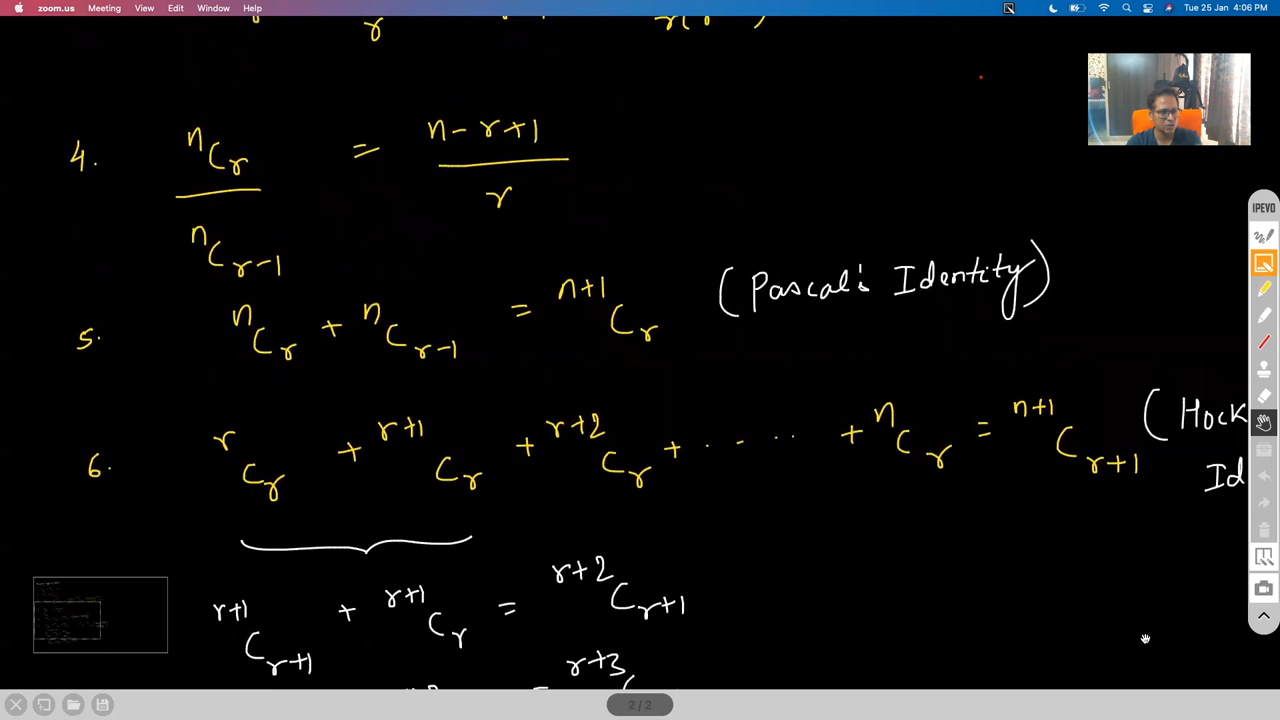 zoom.us Meeting View Edit Window Help Tue 25 Jan 4:06 PM
4. nCr / nCr-1 = n-r+1 / r
IPEVO
5. nCr + nCr-1 = n+1Cr (Pascal's Identity)
6. rCr + r+1Cr + r+2Cr + ..... + nCr = n+1Cr+1 (Hock
Id
r+1Cr+1 + r+1Cr = r+2Cr+1
r+3
2 / 2